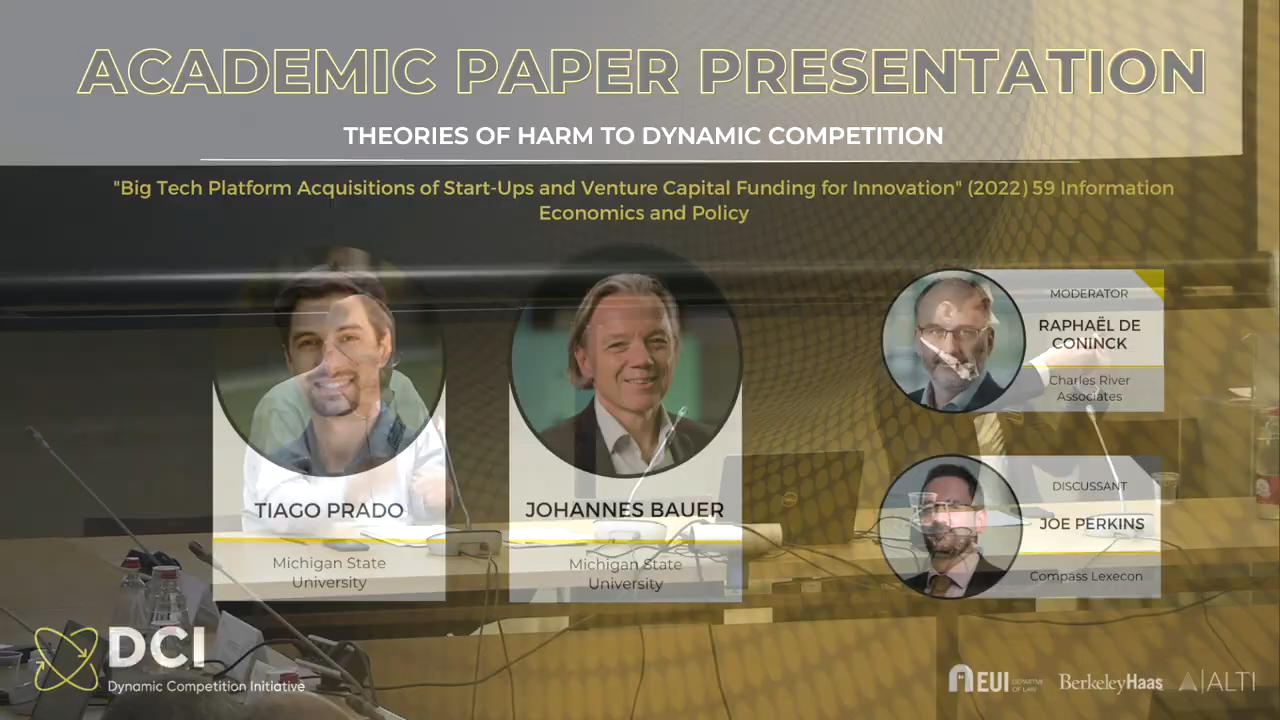 ACADEMIC PAPER PRESENTATION
THEORIES OF HARM TO DYNAMIC COMPETITION
"Big Tech Platform Acquisitions of Start-Ups and Venture Capital Funding for Innovation" (2022) 59 Information
Economics and Policy
TIAGO PRADO
Michigan State
University
JOHANNES BAUER
Michigan State
University
MODERATOR
RAPHAËL DE
CONINCK
Charles River
Associates
DISCUSSANT
JOE PERKINS
Compass Lexecon
DCI
Dynamic Competition Initiative
EUI
OF LAW
BerkeleyHaas
ALTI